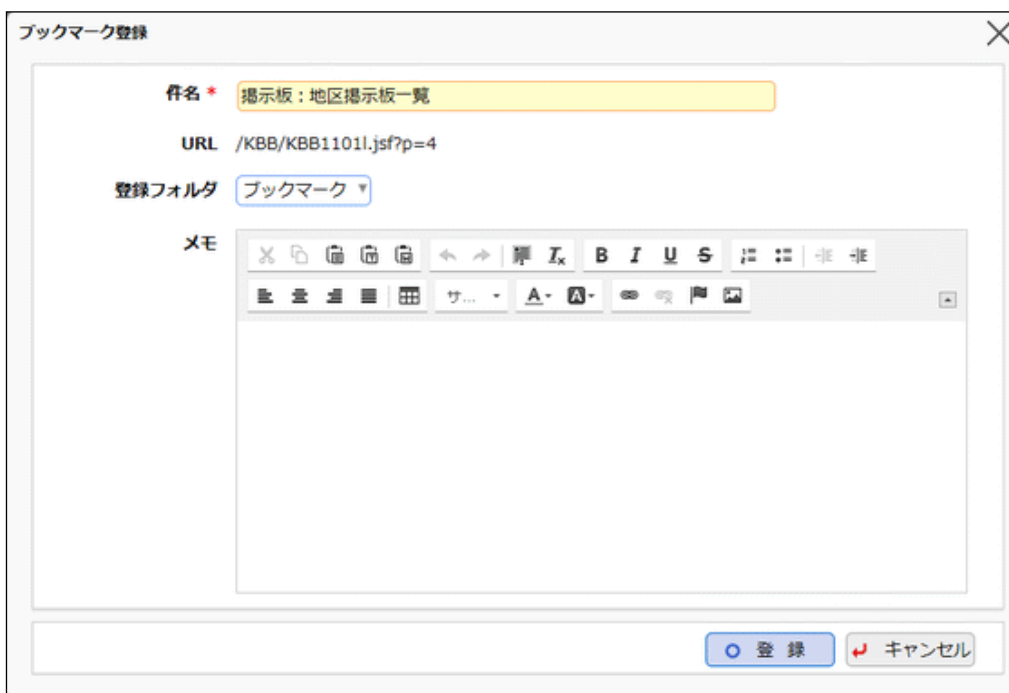 ブックマーク登録
件名 *
掲示板：地区掲示板一覧
URL /KBB/KBB1101l.jsf?p=4
登録フォルダ ブックマーク
メモ
B I U S
サ...
A A
登 録 キャンセル